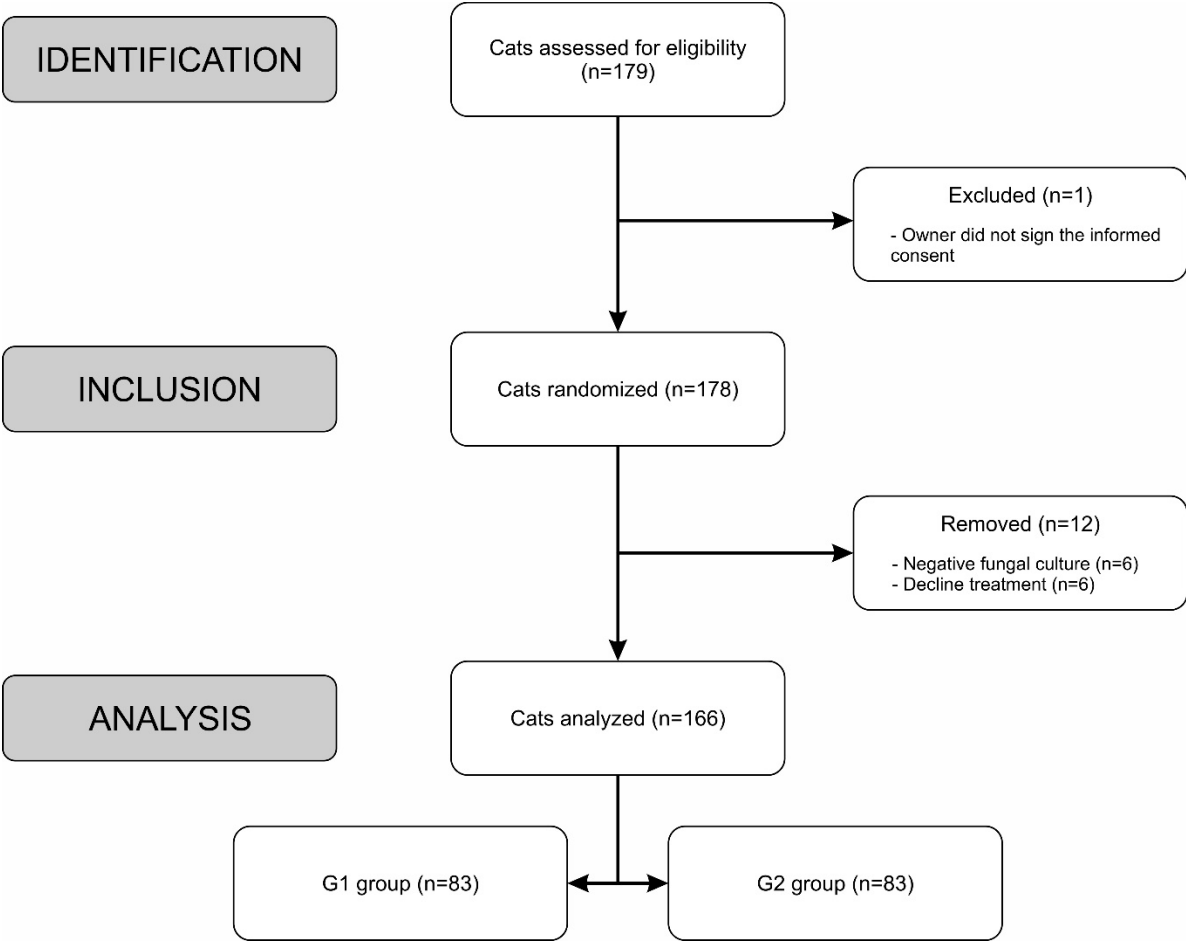 IDENTIFICATION
Cats assessed for eligibility
(n=179)
Excluded (n=1)
- Owner did not sign the informed
consent
INCLUSION
Cats randomized (n=178)
Removed (n=12)
- Negative fungal culture (n=6)
- Decline treatment (n=6)
ANALYSIS
Cats analyzed (n=166)
G1 group (n=83)
G2 group (n=83)